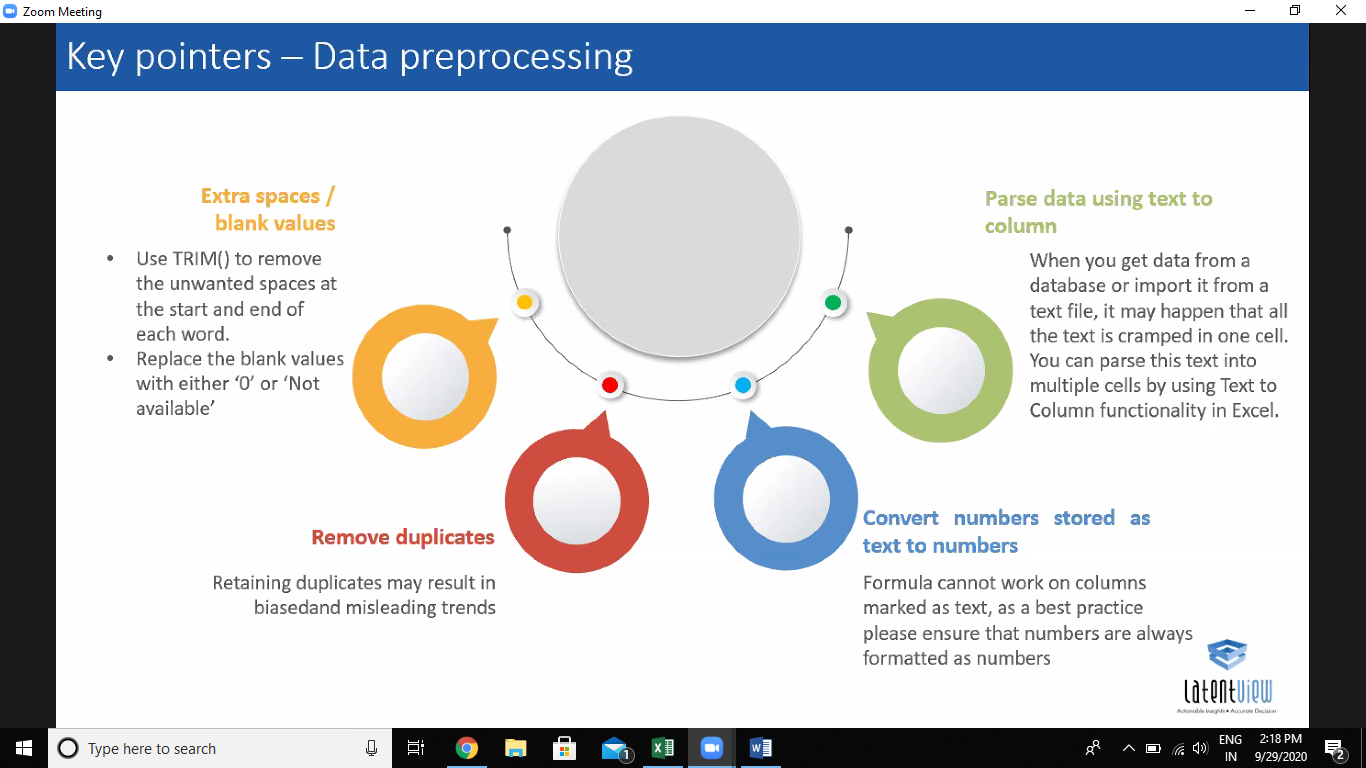 Zoom Meeting
Key pointers – Data preprocessing
Extra spaces /
blank values
• Use TRIM() to remove
the unwanted spaces at
the start and end of
each word.
• Replace the blank values
with either ‘0’ or ‘Not
available’
Remove duplicates
Retaining duplicates may result in
biasedand misleading trends
Convert numbers stored as
text to numbers
Formula cannot work on columns
marked as text, as a best practice
please ensure that numbers are always
formatted as numbers
Parse data using text to
column
When you get data from a
database or import it from a
text file, it may happen that all
the text is cramped in one cell.
You can parse this text into
multiple cells by using Text to
Column functionality in Excel.
LatentView
Actionable Insights • Accurate Decision
Type here to search
1
ENG
IN
2:18 PM
9/29/2020
2